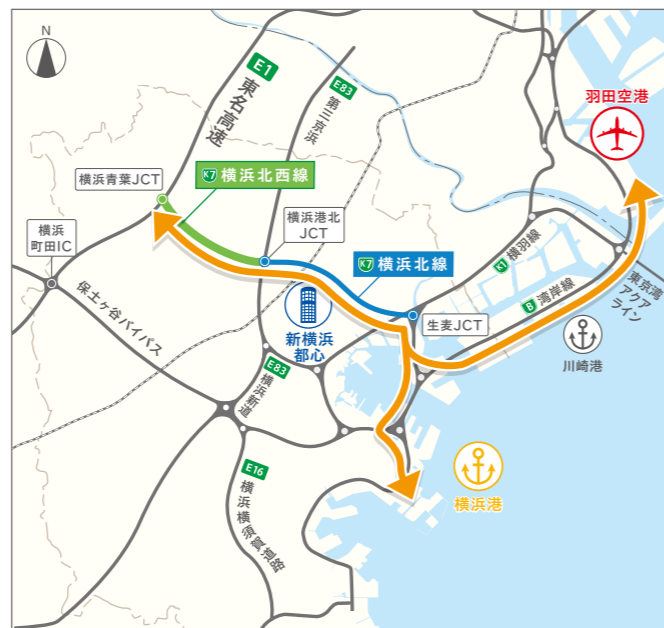 N
E1
東名高速
E83
第三京浜
羽田空港
横浜青葉JCT
K7 横浜北西線
横浜港北
JCT
横浜
町田IC
K7 横浜北線
K1 横羽線
保土ヶ谷バイパス
新横浜
都心
生麦JCT
B 湾岸線
東京湾
アクア
ライン
川崎港
E83
横浜新道
横浜港
E16
横浜横須賀道路